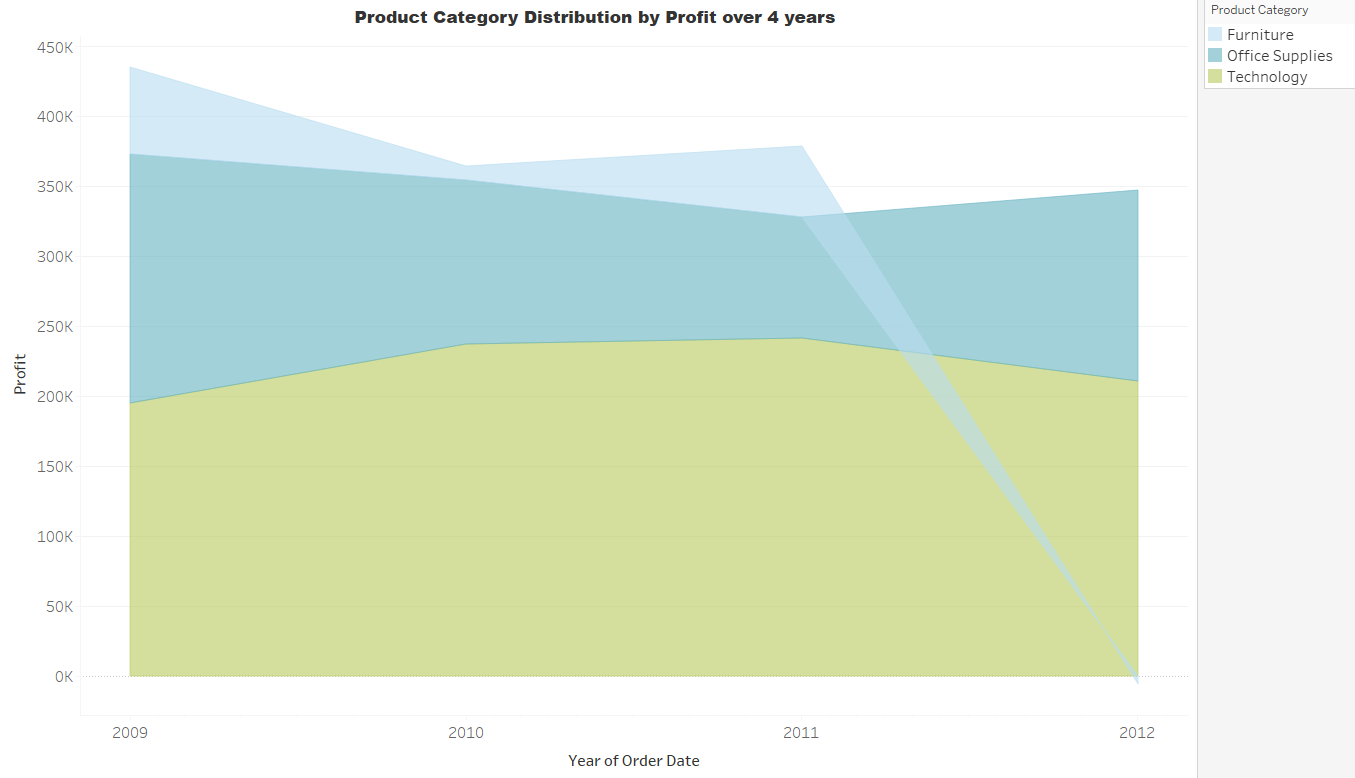 Product Category Distribution by Profit over 4 years
Product Category
Furniture
Office Supplies
Technology
450K
400K
350K
300K
250K
200K
150K
100K
50K
0K
Profit
2009 2010 2011 2012
Year of Order Date